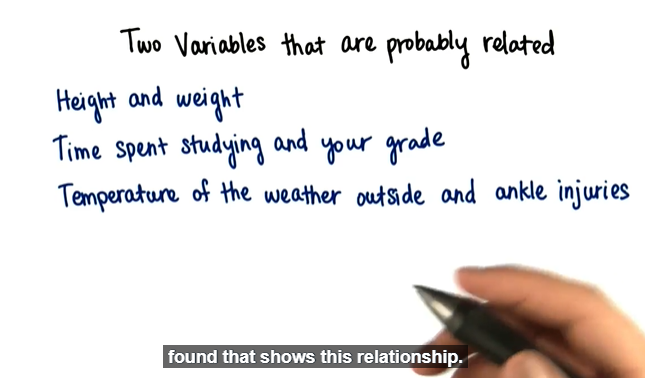 Two Variables that are probably related
Height and weight
Time spent studying and your grade
Temperature of the weather outside and ankle injuries
found that shows this relationship.